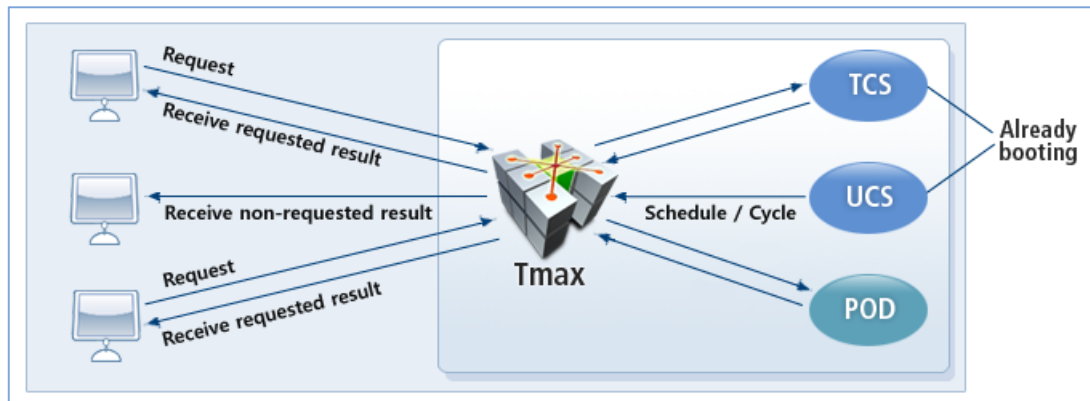 Request
Receive requested result
Receive non-requested result
Request
Receive requested result
Tmax
Schedule / Cycle
TCS
UCS
POD
Already
booting